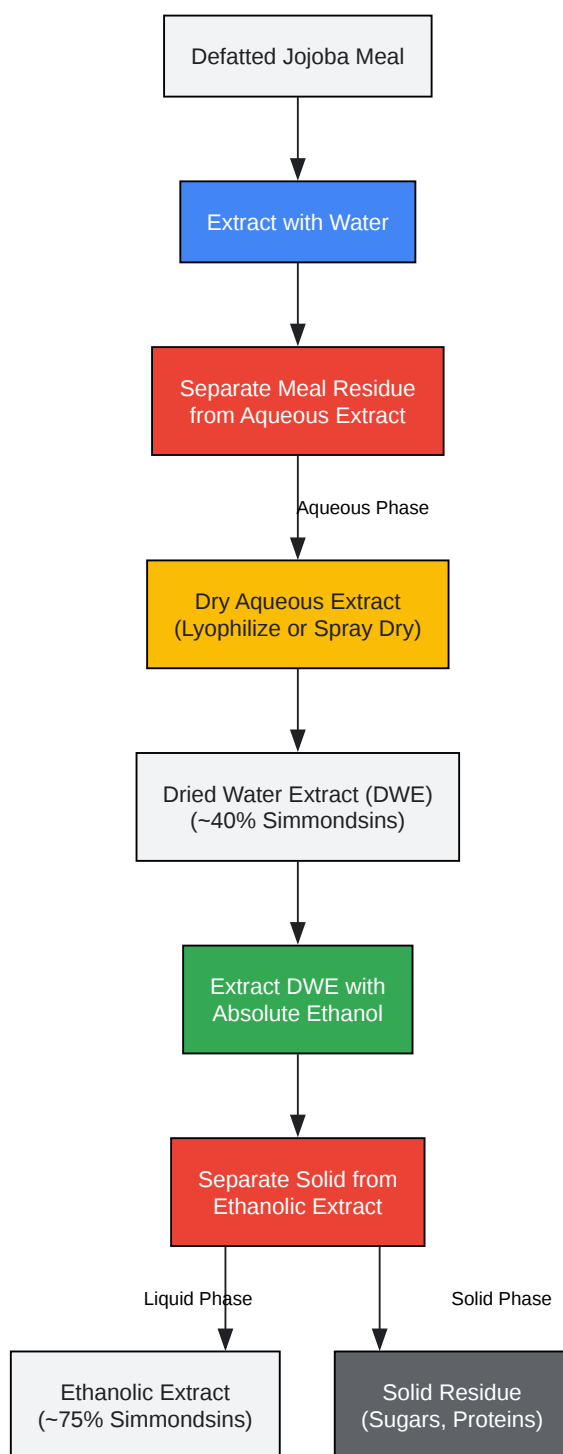 Defatted Jojoba Meal
Extract with Water
Separate Meal Residue
from Aqueous Extract
Aqueous Phase
Dry Aqueous Extract
(Lyophilize or Spray Dry)
Dried Water Extract (DWE)
(~40% Simmondsins)
Extract DWE with
Absolute Ethanol
Separate Solid from
Ethanolic Extract
Liquid Phase
Solid Phase
Ethanolic Extract
(~75% Simmondsins)
Solid Residue
(Sugars, Proteins)